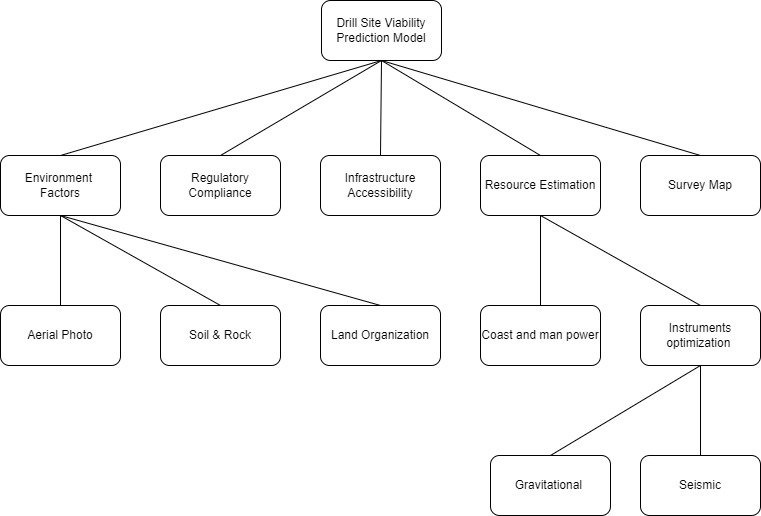 Drill Site Viability
Prediction Model
Environment
Factors
Regulatory
Compliance
Infrastructure
Accessibility
Resource Estimation
Survey Map
Aerial Photo
Soil & Rock
Land Organization
Coast and man power
Instruments
optimization
Gravitational
Seismic